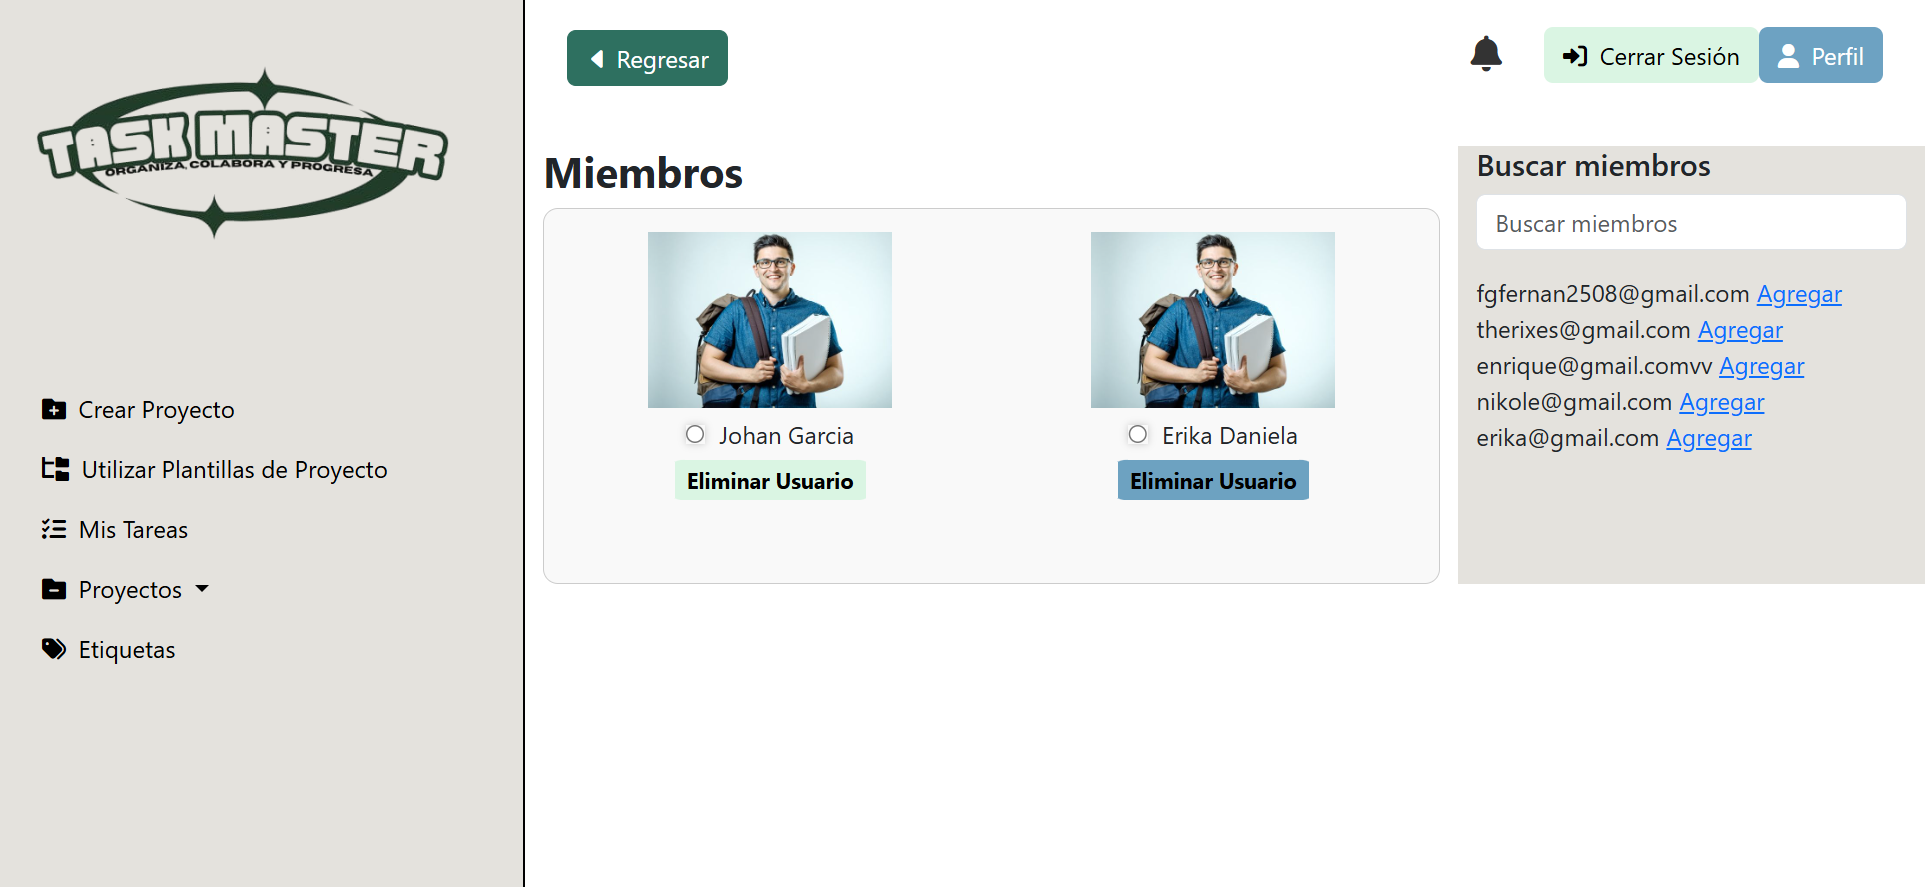 TASK MASTER
ORGANIZA, COLABORA Y PROGRESA
Crear Proyecto
Utilizar Plantillas de Proyecto
Mis Tareas
Proyectos
Etiquetas
Regresar
Cerrar Sesión
Perfil
Miembros
Johan Garcia
Eliminar Usuario
Erika Daniela
Eliminar Usuario
Buscar miembros
Buscar miembros
fgfernan2508@gmail.com Agregar
therixes@gmail.com Agregar
enrique@gmail.comvv Agregar
nikole@gmail.com Agregar
erika@gmail.com Agregar